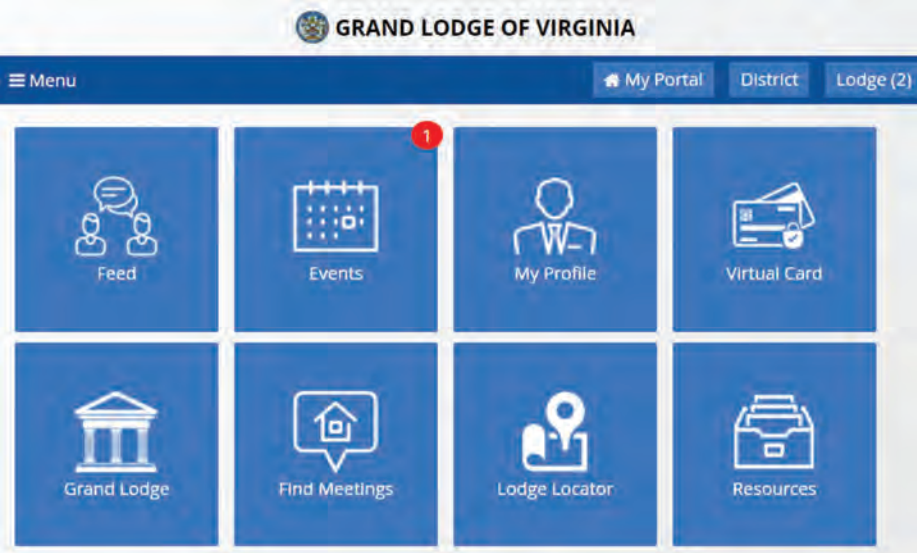 GRAND LODGE OF VIRGINIA
Menu My Portal District Lodge (2)
1
Feed Events My Profile Virtual Card
Grand Lodge Find Meetings Lodge Locator Resources